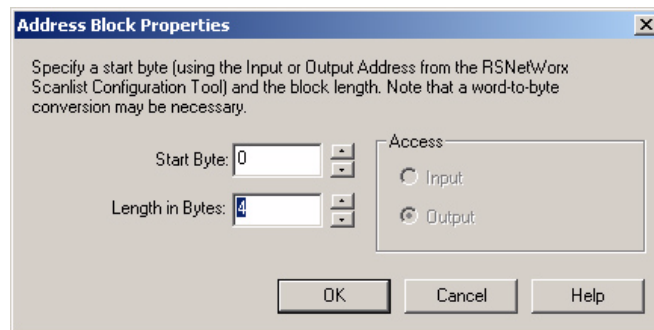 Address Block Properties
Specify a start byte (using the Input or Output Address from the RSNetWorx
Scanlist Configuration Tool) and the block length. Note that a word-to-byte
conversion may be necessary.
Start Byte: 0
Length in Bytes: 4
Access
Input
Output
OK Cancel Help